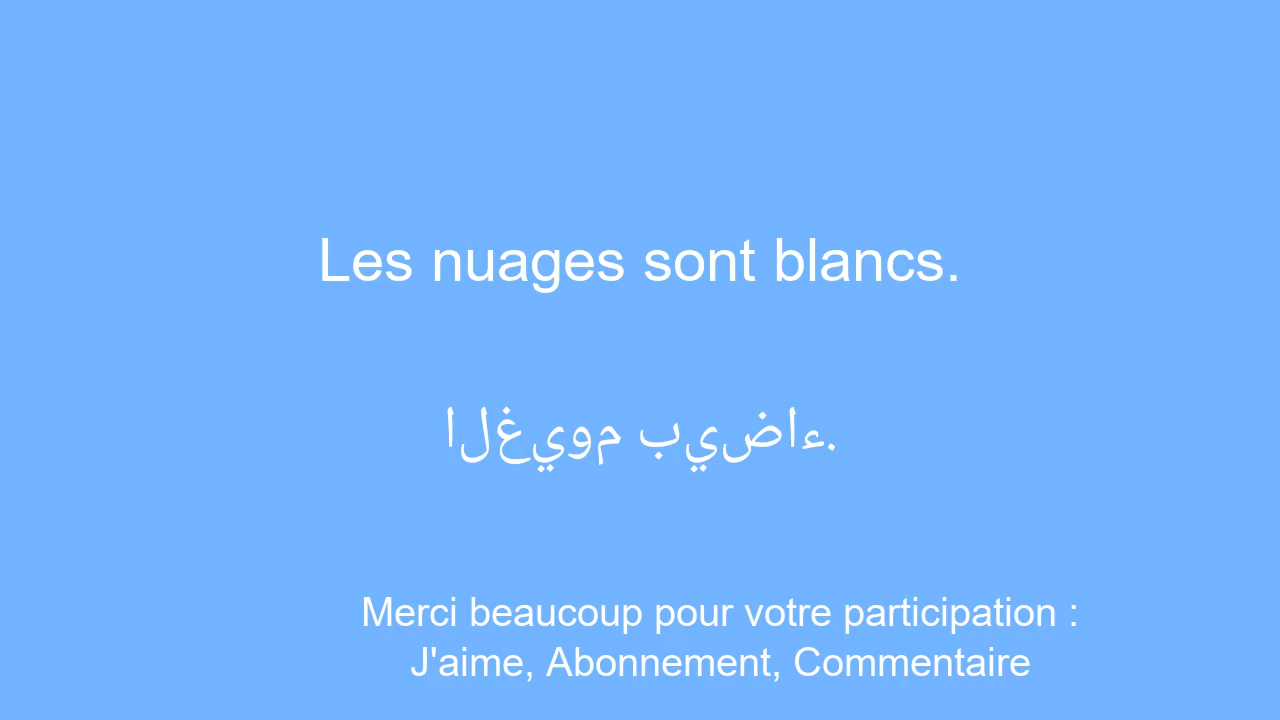 Les nuages sont blancs.
الغيوم بيضاء.
Merci beaucoup pour votre participation :
J'aime, Abonnement, Commentaire